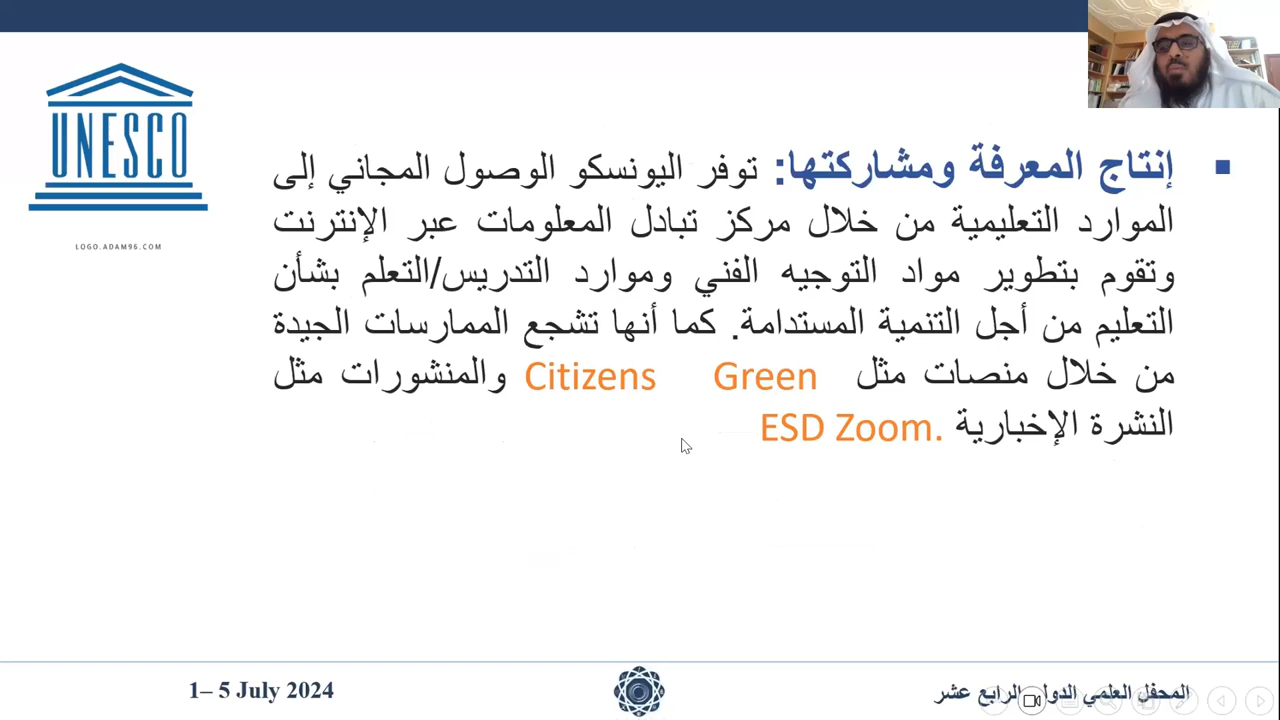 UNESCO
LOGO.ADAM96.COM
▪ إنتاج المعرفة ومشاركتها: توفر اليونسكو الوصول المجاني إلى
الموارد التعليمية من خلال مركز تبادل المعلومات عبر الإنترنت
وتقوم بتطوير مواد التوجيه الفني وموارد التدريس/التعلم بشأن
التعليم من أجل التنمية المستدامة. كما أنها تشجع الممارسات الجيدة
من خلال منصات مثل Green Citizens والمنشورات مثل
النشرة الإخبارية ESD Zoom.
1– 5 July 2024
المحفل العلمي الدولي الرابع عشر